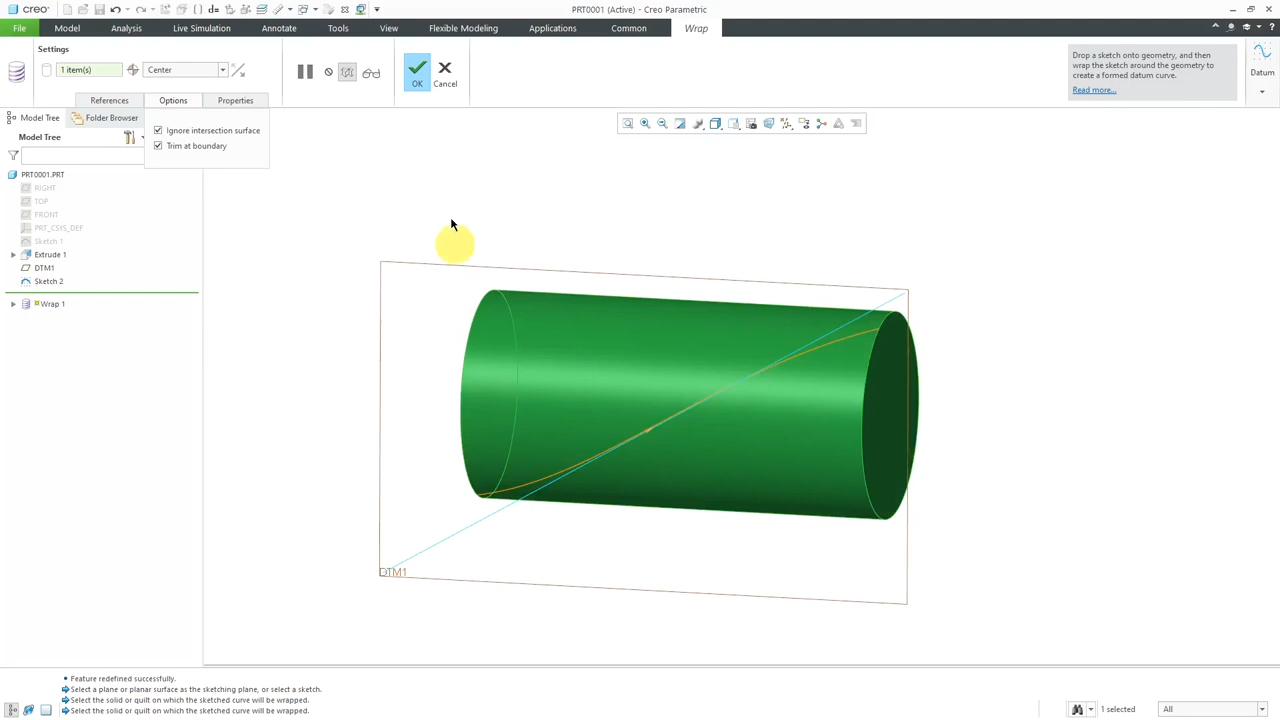 creo
PRT0001 (Active) - Creo Parametric
File Model Analysis Live Simulation Annotate Tools View Flexible Modeling Applications Common Wrap
Settings
1 item(s) Center
OK Cancel
Drop a sketch onto geometry, and then
wrap the sketch around the geometry to
create a formed datum curve.
Read more...
Datum
References Options Properties
Model Tree Folder Browser
Ignore intersection surface
Trim at boundary
Model Tree
PRT0001.PRT
RIGHT
TOP
FRONT
PRT_CSYS_DEF
Sketch 1
Extrude 1
DTM1
Sketch 2
Wrap 1
DTM1
Feature redefined successfully.
Select a plane or planar surface as the sketching plane, or select a sketch.
Select the solid or quilt on which the sketched curve will be wrapped.
Select the solid or quilt on which the sketched curve will be wrapped.
1 selected All